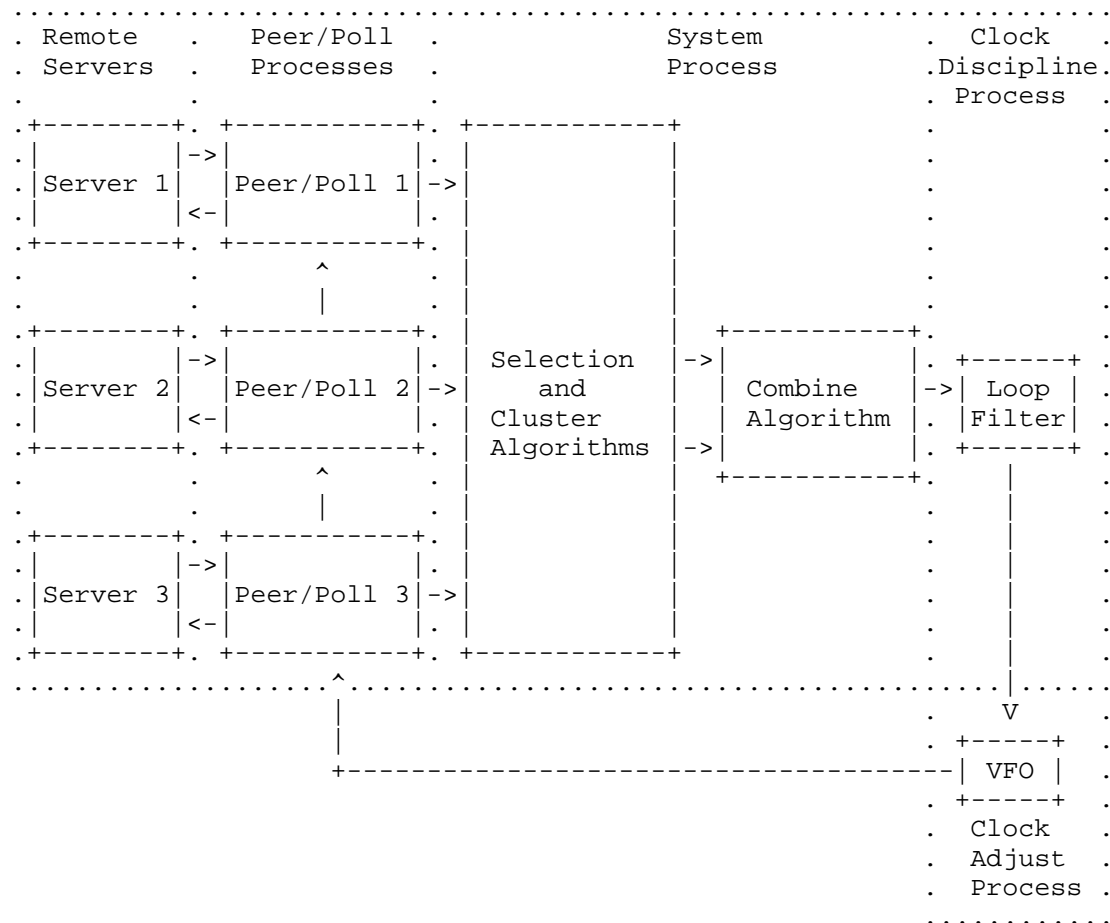 Remote Peer/Poll System Clock
Servers Processes Process Discipline
Process
Server 1 Peer/Poll 1
Selection
Server 2 Peer/Poll 2 and Combine Loop
Cluster Algorithm Filter
Algorithms
Server 3 Peer/Poll 3
V
VFO
Clock
Adjust
Process